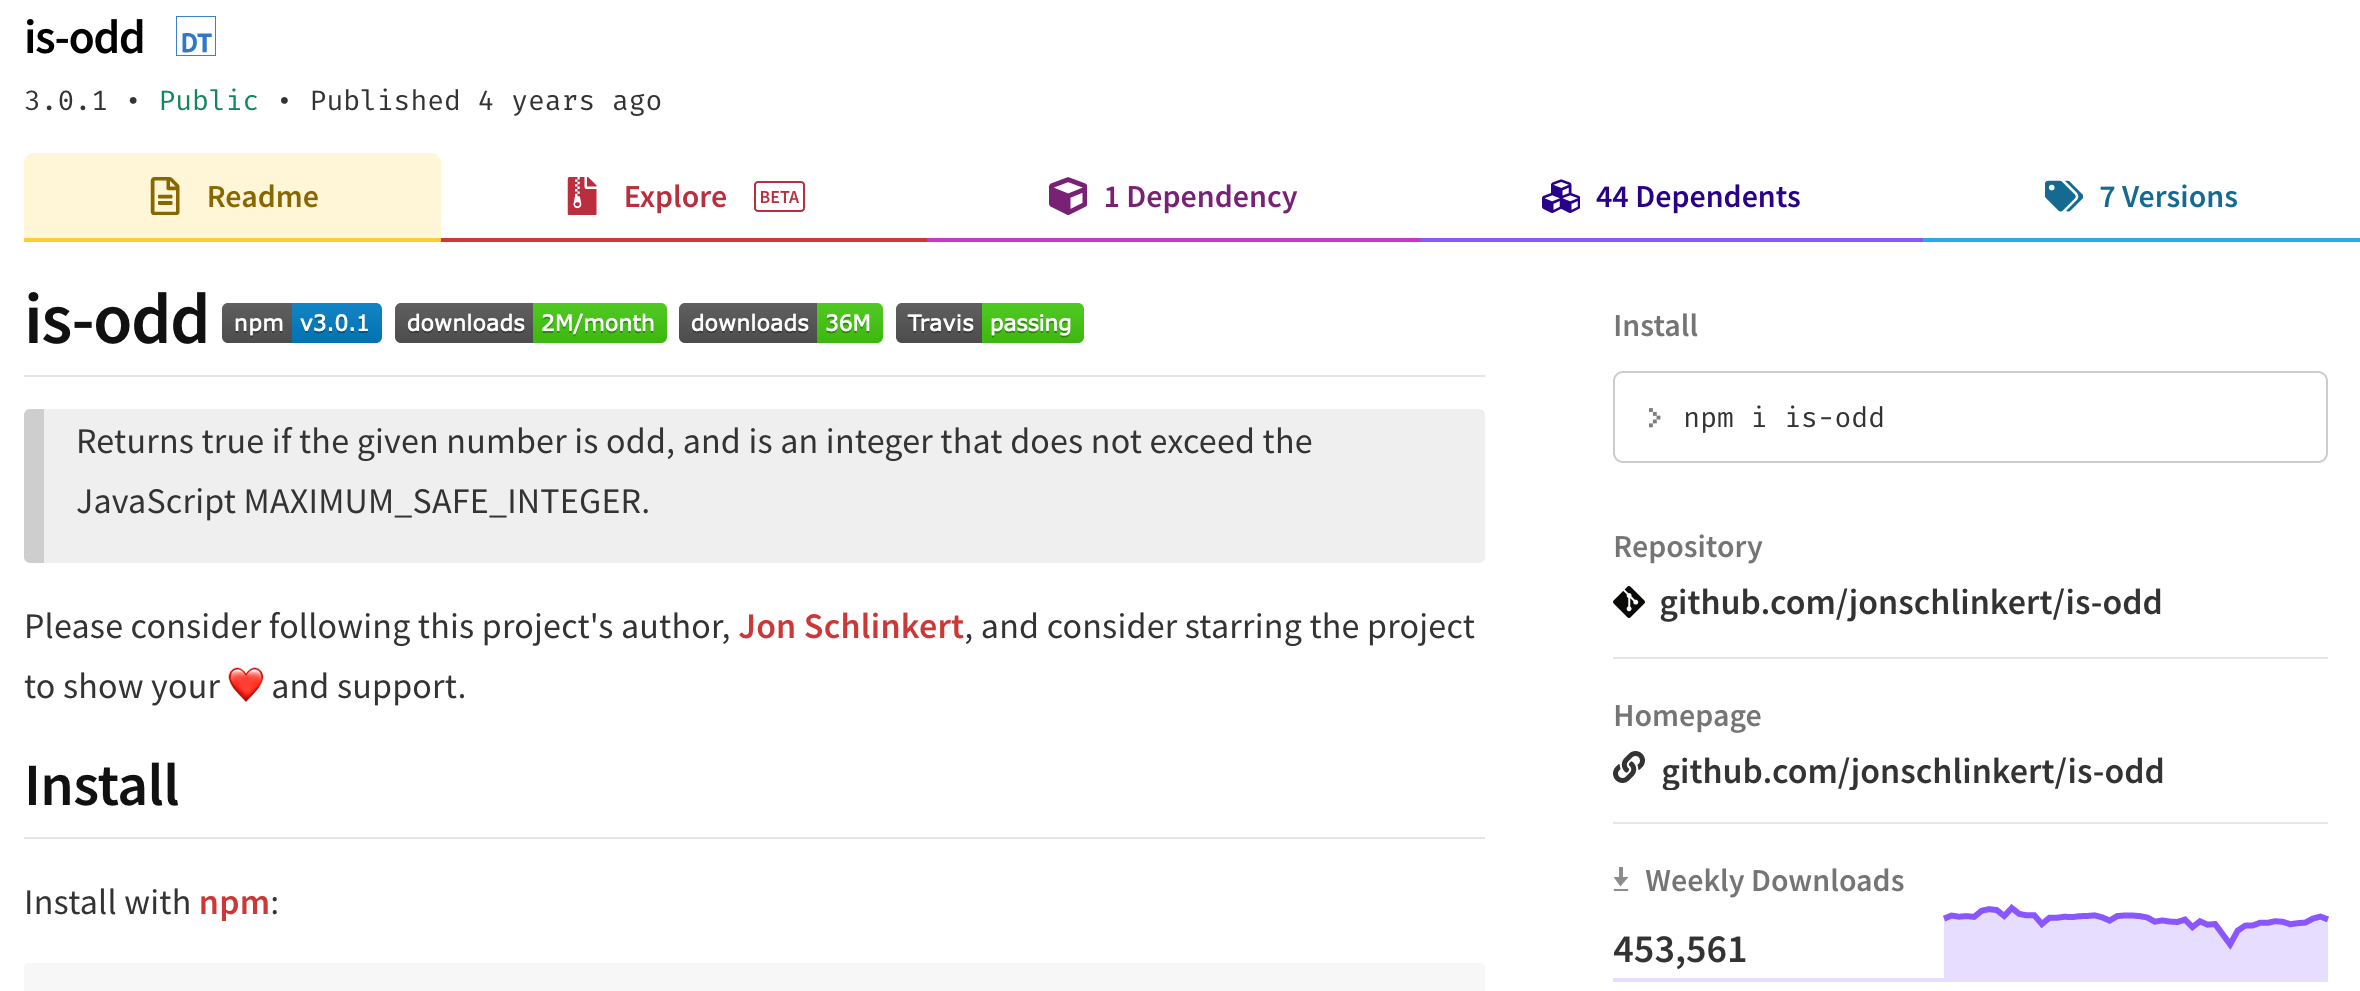 is-odd DT
3.0.1 • Public • Published 4 years ago
Readme
Explore BETA
1 Dependency
44 Dependents
7 Versions
is-odd npm v3.0.1 downloads 2M/month downloads 36M Travis passing
Returns true if the given number is odd, and is an integer that does not exceed the
JavaScript MAXIMUM_SAFE_INTEGER.
Please consider following this project's author, Jon Schlinkert, and consider starring the project
to show your ❤️ and support.
Install
Install with npm:
Install
> npm i is-odd
Repository
github.com/jonschlinkert/is-odd
Homepage
github.com/jonschlinkert/is-odd
Weekly Downloads
453,561